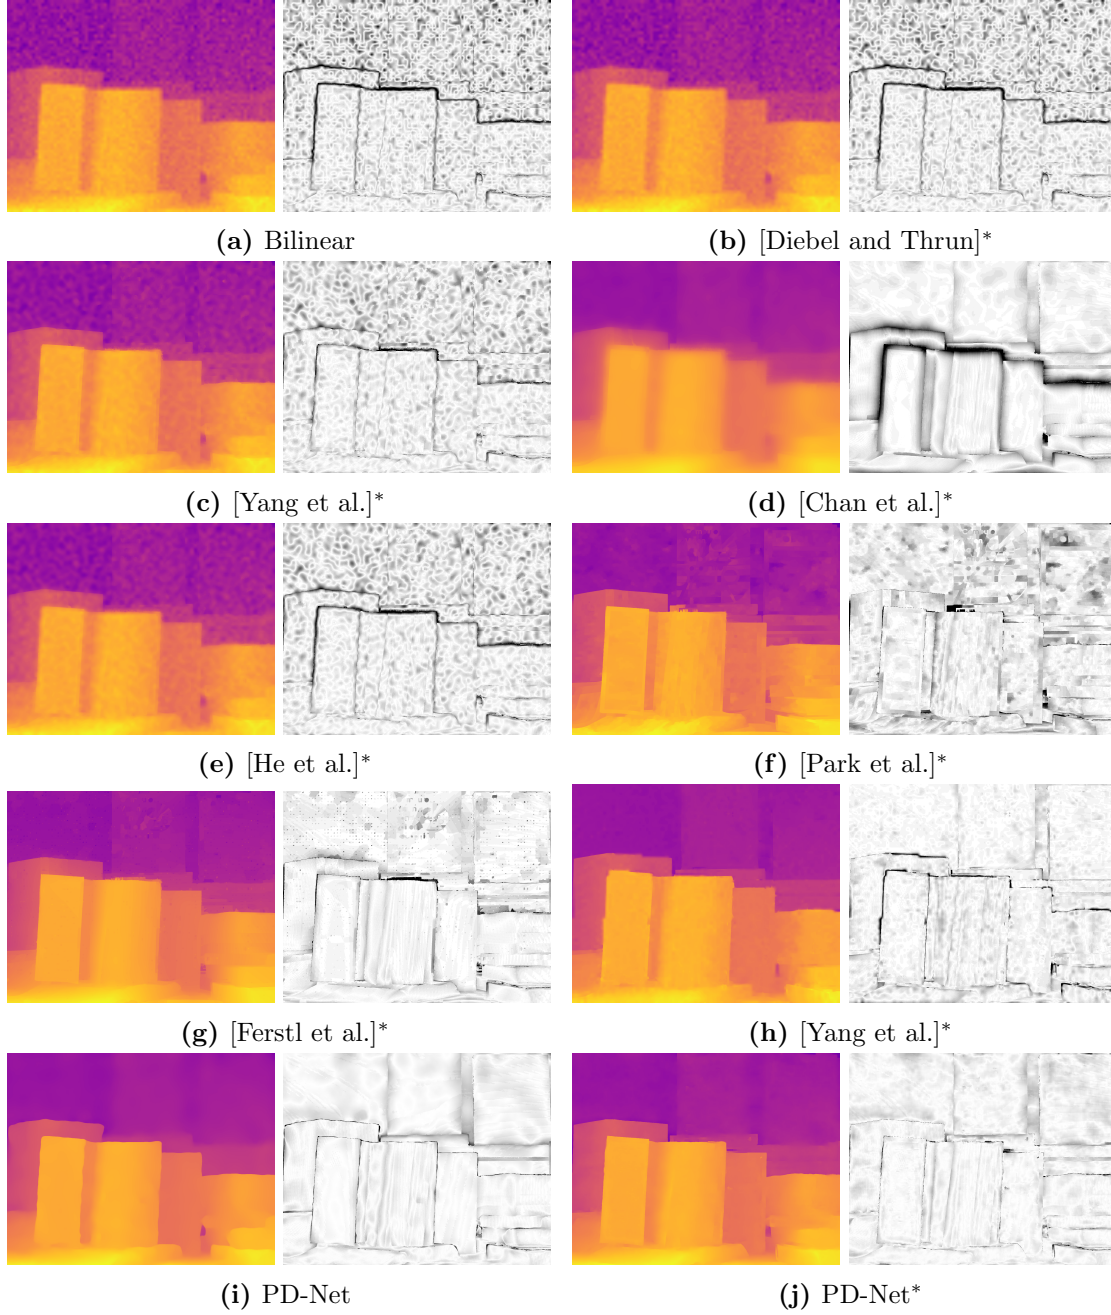 (a) Bilinear
(b) [Diebel and Thrun]*
(c) [Yang et al.]*
(d) [Chan et al.]*
(e) [He et al.]*
(f) [Park et al.]*
(g) [Ferstl et al.]*
(h) [Yang et al.]*
(i) PD-Net
(j) PD-Net*